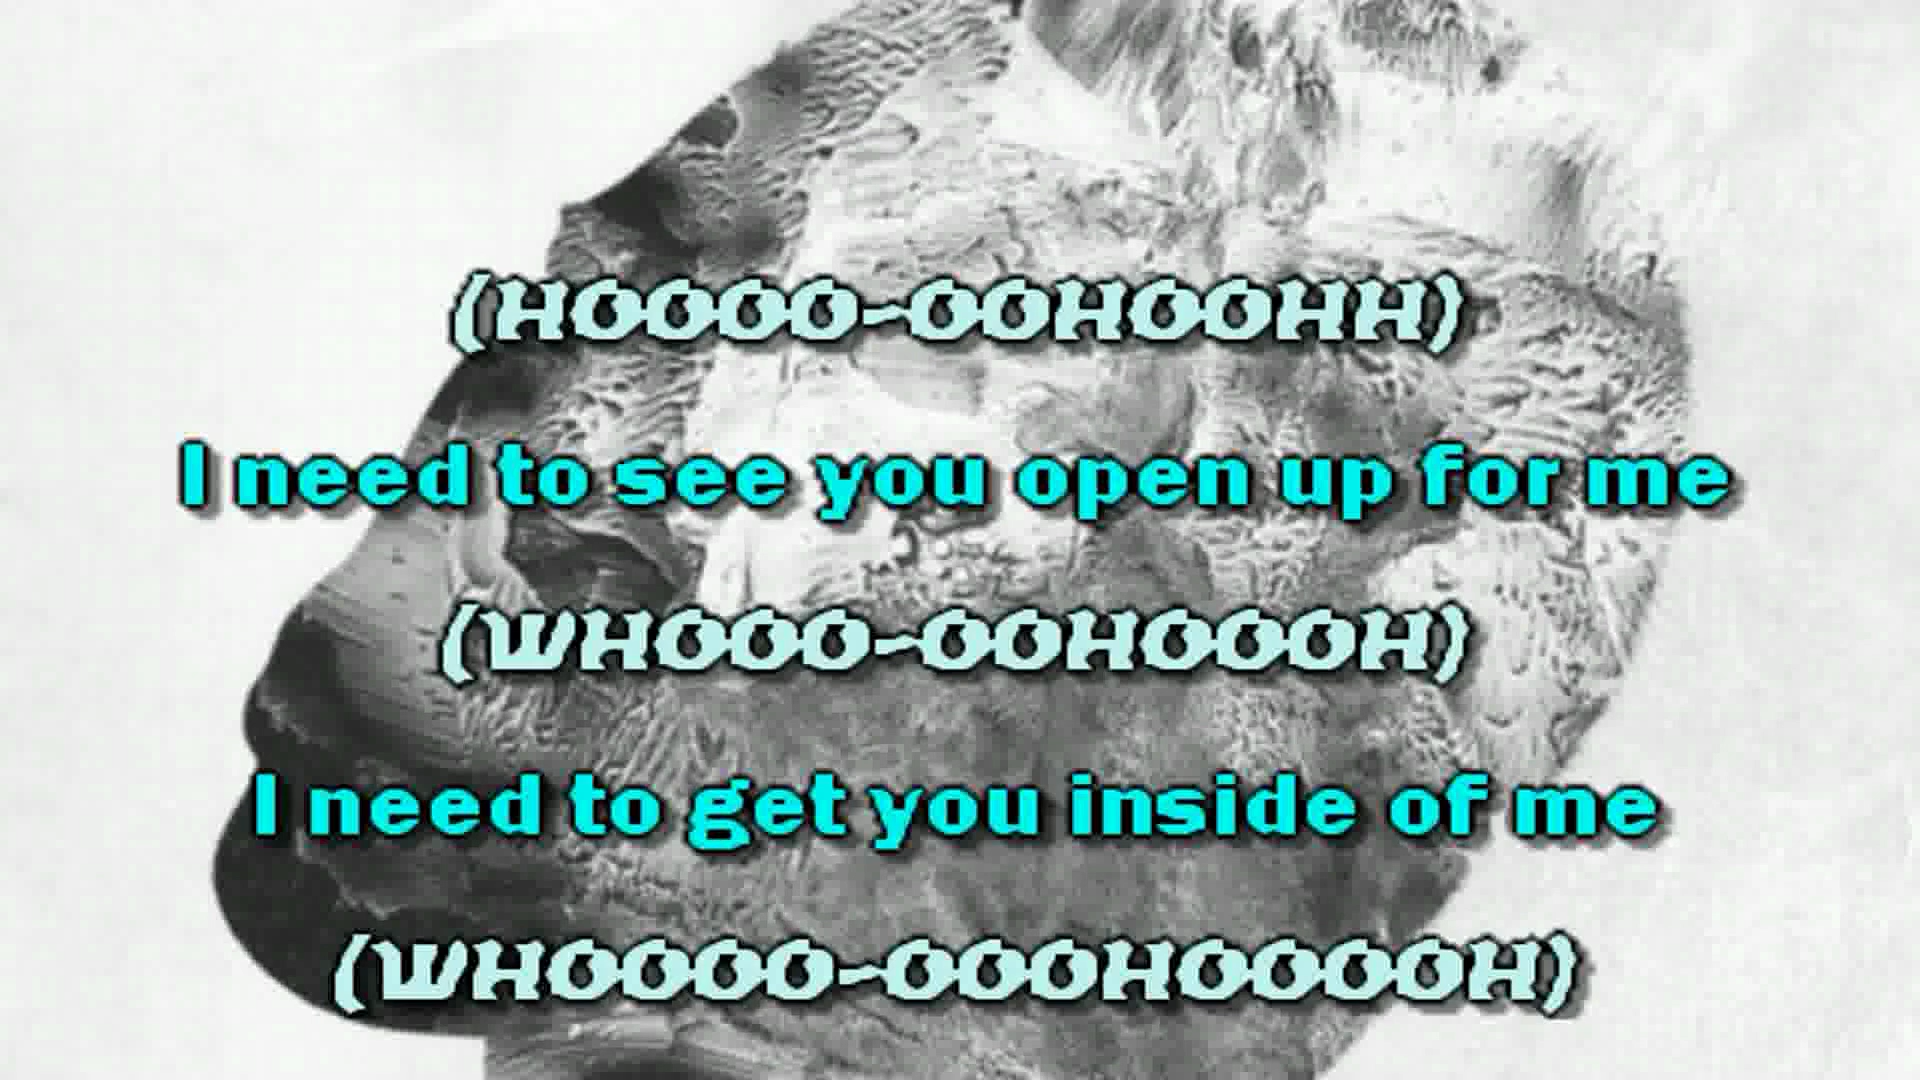 (HOOOO~OOHOOHH)
I need to see you open up for me
(WHOOO~OOHOOOH)
I need to get you inside of me
(WHOOOO~OOOHOOOOH)